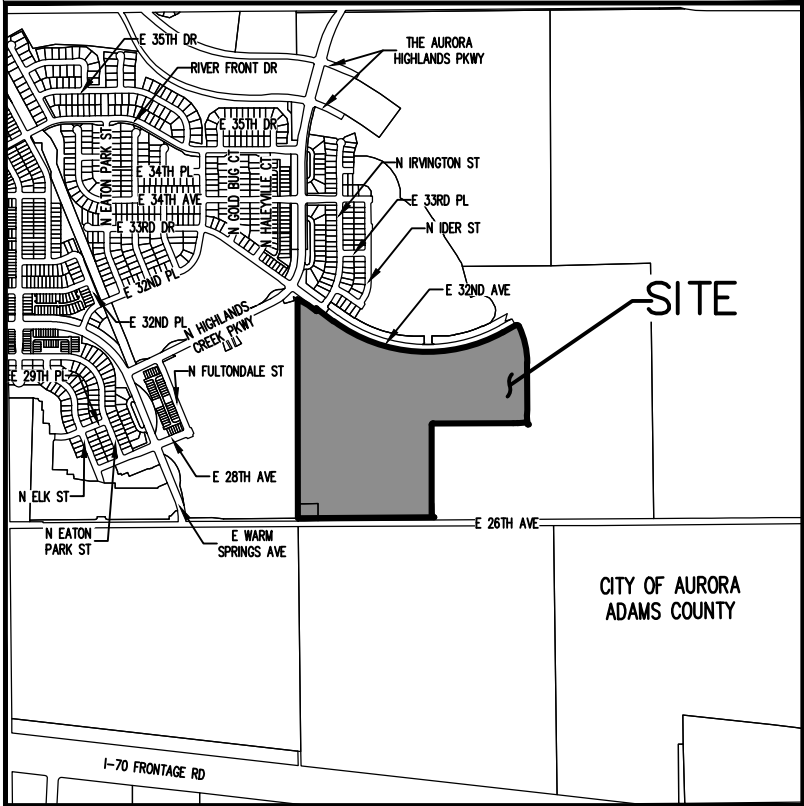 E 35TH DR
THE AURORA
HIGHLANDS PKWY
RIVER FRONT DR
E 35TH DR
N EATON PARK ST
N GOLD BUG CT
N HALEYVILLE CT
N IRVINGTON ST
E 34TH PL
E 34TH AVE
E 33RD PL
E 33RD DR
N IDER ST
E 32ND PL
E 32ND AVE
SITE
E 32ND PL
N HIGHLANDS
CREEK PKWY
E 29TH PL
N FULTONDALE ST
E 28TH AVE
N ELK ST
E 26TH AVE
N EATON
PARK ST
E WARM
SPRINGS AVE
CITY OF AURORA
ADAMS COUNTY
I-70 FRONTAGE RD